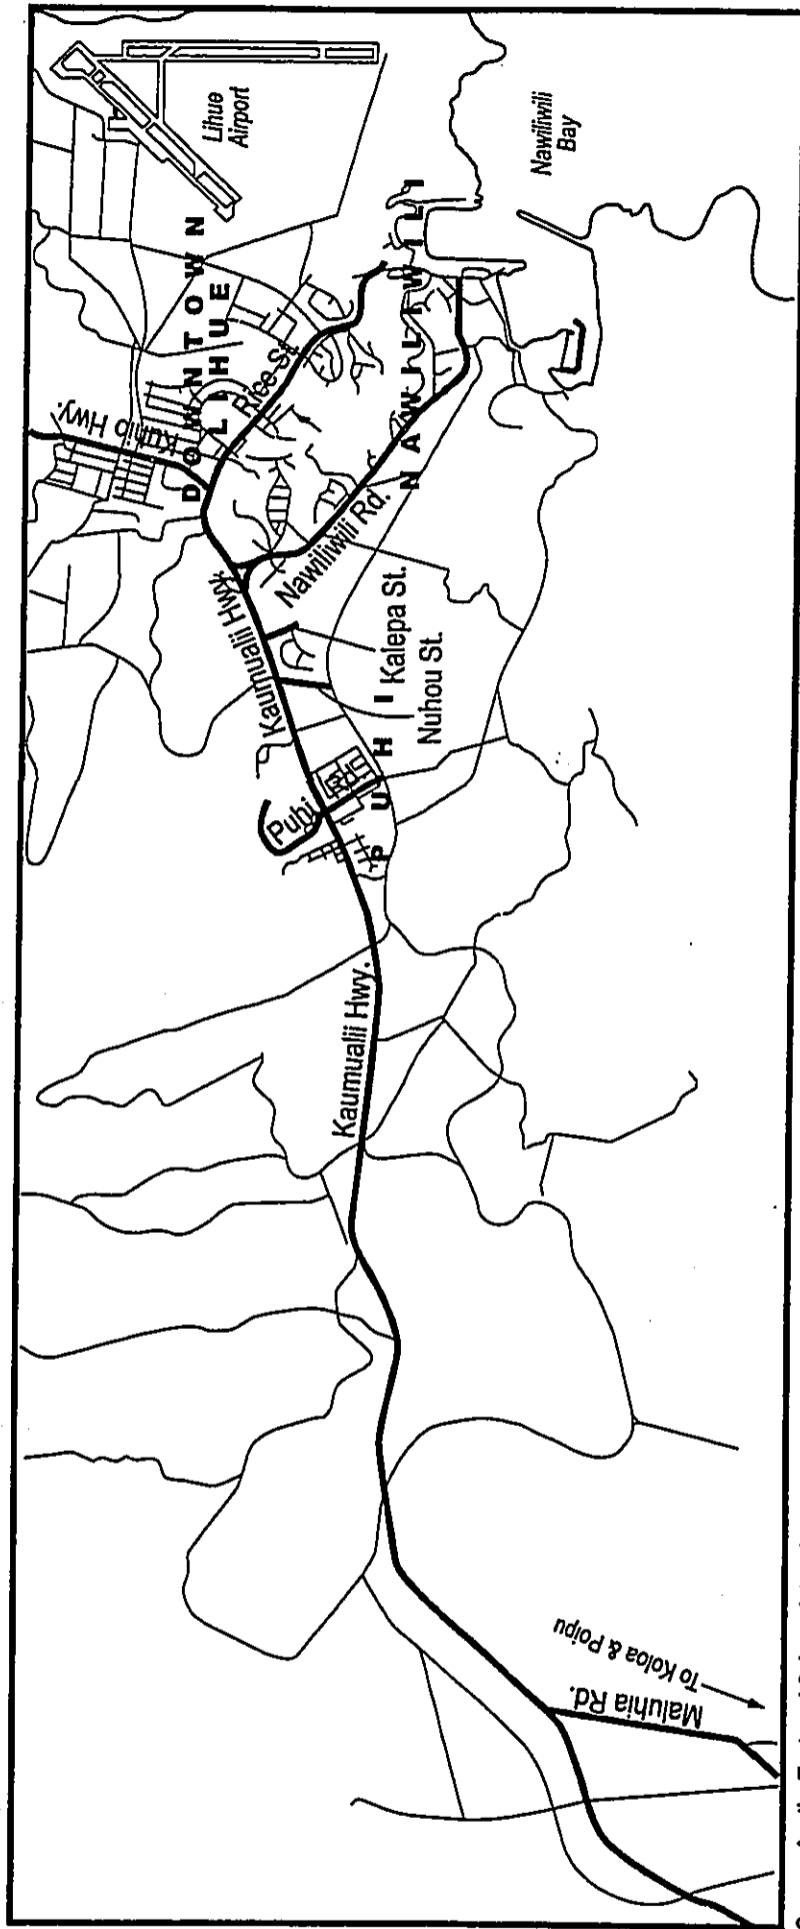 Lihue
Airport
Nawiliwili
Bay
DOWNTOWN
LIHUE
Kuhio Hwy.
Rice St.
NAWILIWILI
Nawiliwili Rd.
Kaumualii Hwy.
Kalepa St.
Nuhou St.
PUHI
Puhi
Rd.
Kaumualii Hwy.
Maluhia Rd.
To Koloa & Poipu